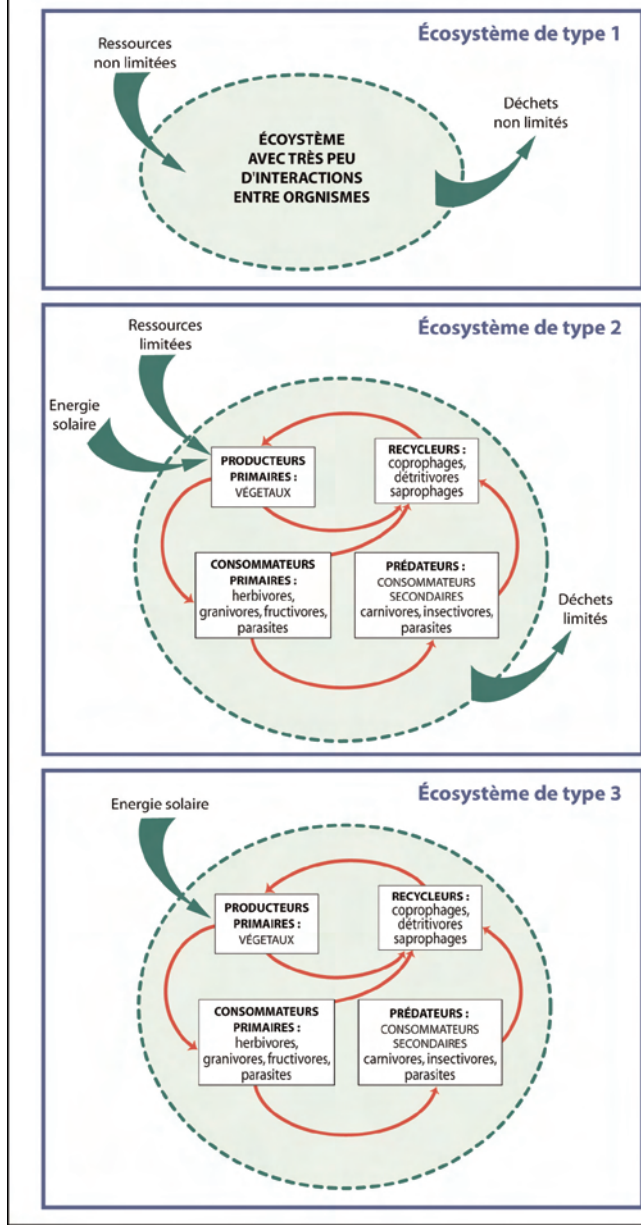 Écosystème de type 1
Ressources
non limitées
Déchets
non limités
ÉCOYSTÈME
AVEC TRÈS PEU
D'INTERACTIONS
ENTRE ORGNISMES
Écosystème de type 2
Ressources
limitées
Energie
solaire
PRODUCTEURS
PRIMAIRES :
VÉGETAUX
RECYCLEURS :
coprophages,
détritivores
saprophages
CONSOMMATEURS
PRIMAIRES :
herbivores,
granivores, fructivores,
parasites
PRÉDATEURS :
CONSOMMATEURS
SECONDAIRES
carnivores, insectivores,
parasites
Déchets
limités
Écosystème de type 3
Energie solaire
PRODUCTEURS
PRIMAIRES :
VÉGETAUX
RECYCLEURS :
coprophages,
détritivores
saprophages
CONSOMMATEURS
PRIMAIRES :
herbivores,
granivores, fructivores,
parasites
PRÉDATEURS :
CONSOMMATEURS
SECONDAIRES
carnivores, insectivores,
parasites